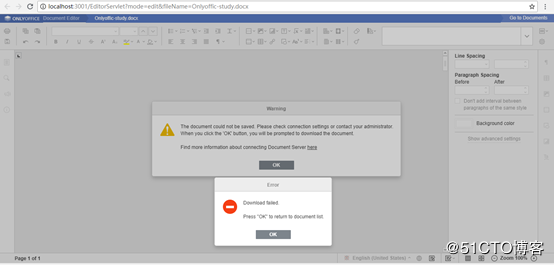 localhost:3001/EditorServlet?mode=edit&fileName=Onlyoffic-study.docx
ONLYOFFICE Document Editor Onlyoffic-study.docx Go to Documents
Line Spacing
Paragraph Spacing
Before After
Don't add interval between
paragraphs of the same style
Background color
Show advanced settings
Warning
The document could not be saved. Please check connection settings or contact your administrator.
When you click the 'OK' button, you will be prompted to download the document.
Find more information about connecting Document Server here
OK
Error
Download failed.
Press "OK" to return to document list.
OK
Page 1 of 1 English (United States) Zoom 100%
@51CTO博客